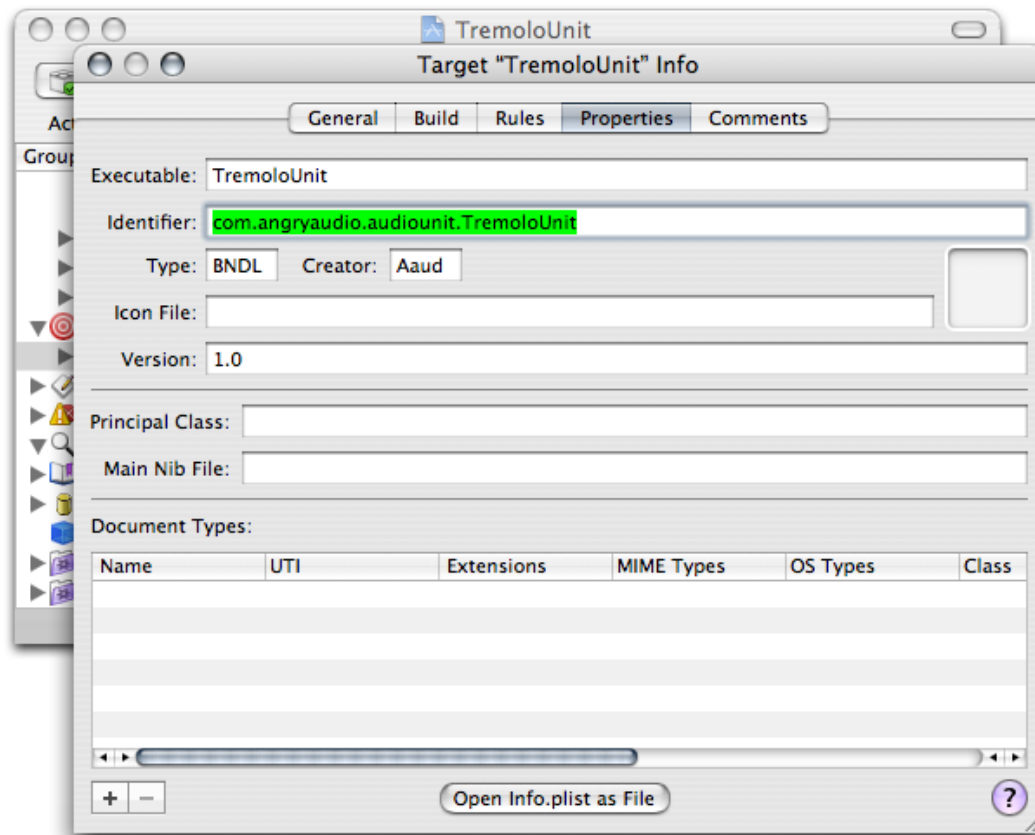 TremoloUnit
Target “TremoloUnit” Info
General Build Rules Properties Comments
Act
Group
Executable: TremoloUnit
Identifier: com.angryaudio.audiounit.TremoloUnit
Type: BNDL Creator: Aaud
Icon File:
Version: 1.0
Principal Class:
Main Nib File:
Document Types:
Name UTI Extensions MIME Types OS Types Class
+ − Open Info.plist as File ?